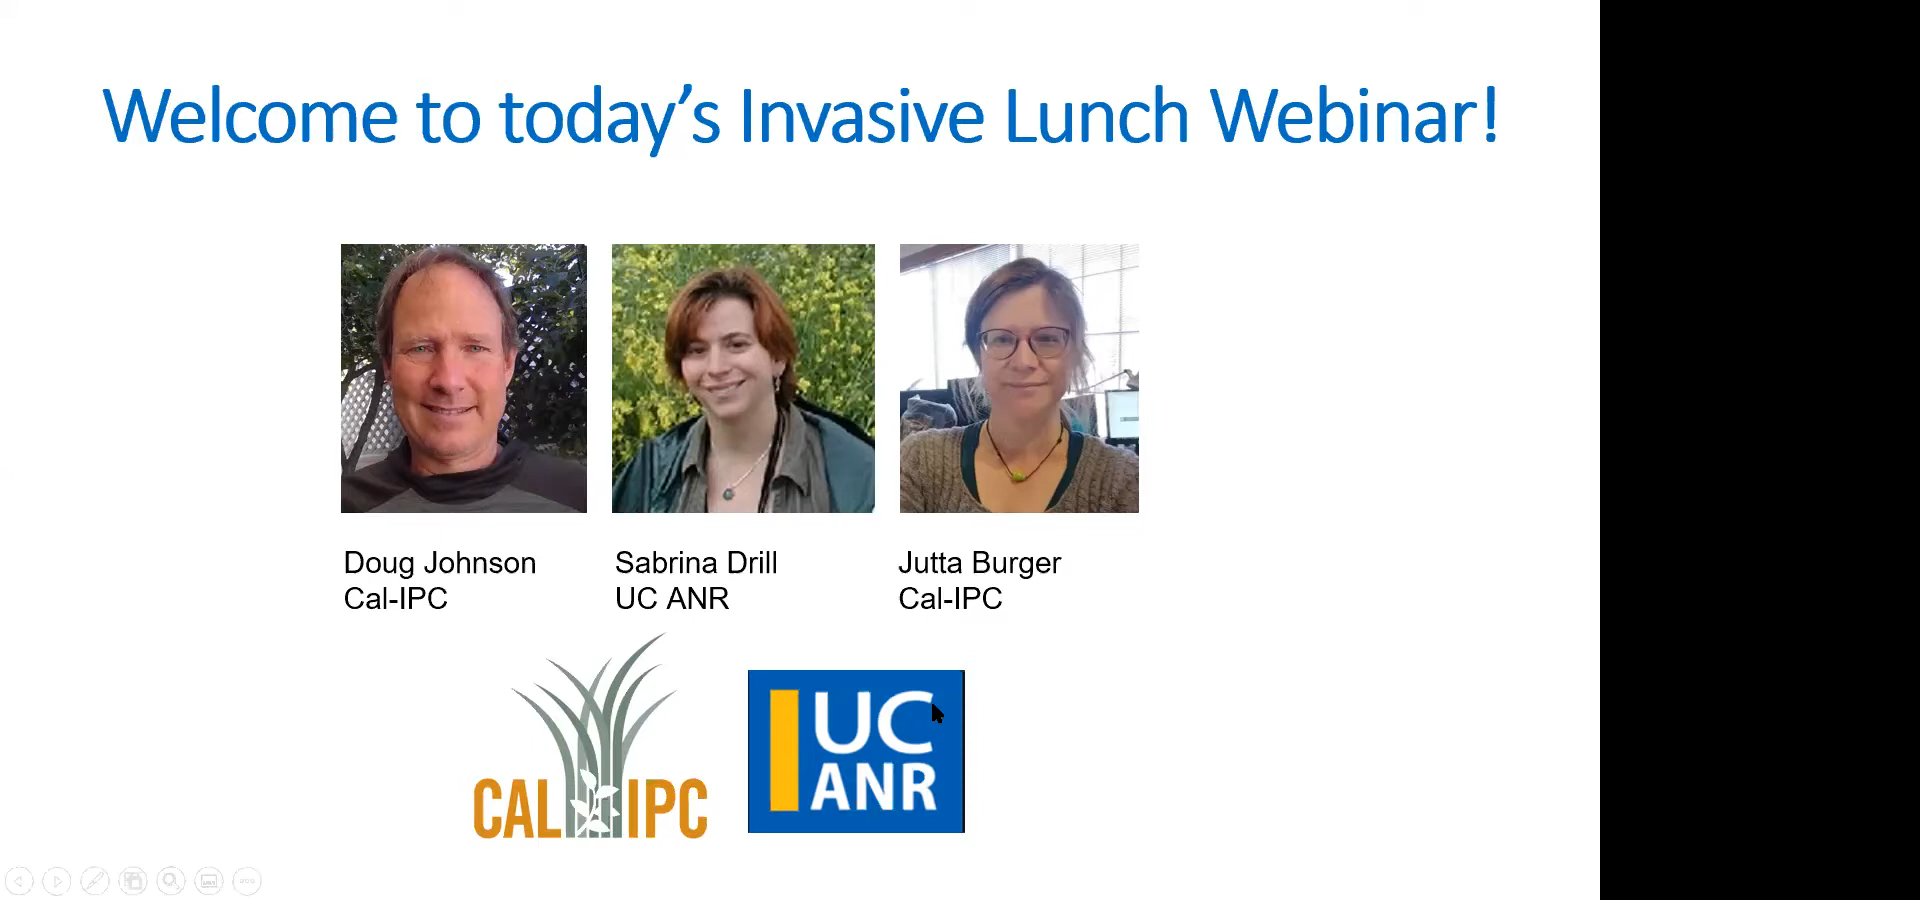 Welcome to today's Invasive Lunch Webinar!
Doug Johnson
Cal-IPC
Sabrina Drill
UC ANR
Jutta Burger
Cal-IPC
CAL IPC
UC
ANR